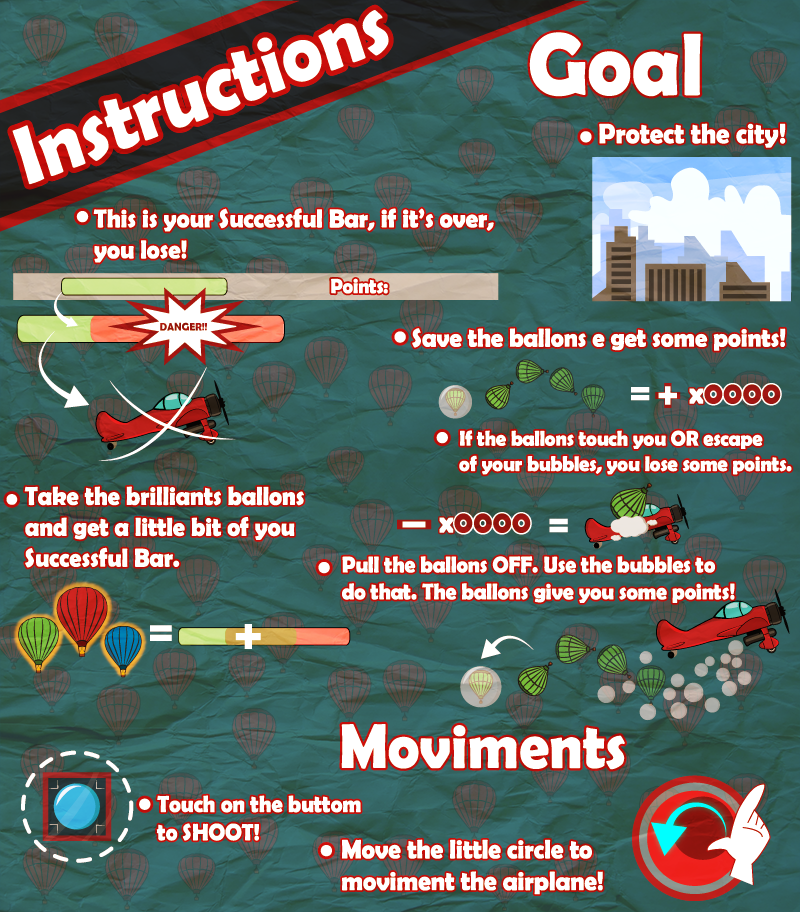 Instructions
Goal
• Protect the city!
• This is your Successful Bar, if it's over,
you lose!
Points:
DANGER!!
• Save the ballons e get some points!
= + x0000
• If the ballons touch you OR escape
of your bubbles, you lose some points.
• Take the brilliants ballons
and get a little bit of you
Successful Bar.
− x0000 =
• Pull the ballons OFF. Use the bubbles to
do that. The ballons give you some points!
= +
Moviments
• Touch on the buttom
to SHOOT!
• Move the little circle to
moviment the airplane!